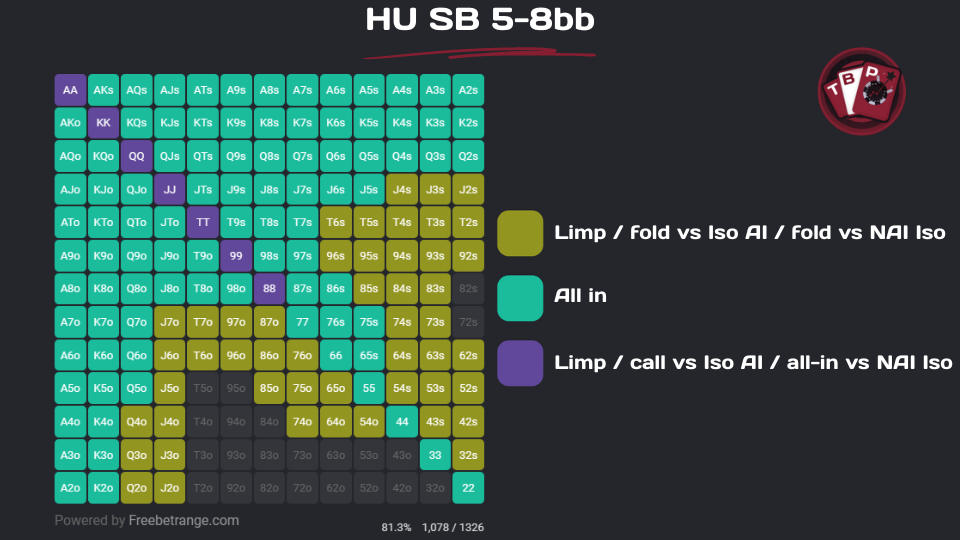 HU SB 5-8bb
T B P
AA AKs AQs AJs ATs A9s A8s A7s A6s A5s A4s A3s A2s
AKo KK KQs KJs KTs K9s K8s K7s K6s K5s K4s K3s K2s
AQo KQo QQ QJs QTs Q9s Q8s Q7s Q6s Q5s Q4s Q3s Q2s
AJo KJo QJo JJ JTs J9s J8s J7s J6s J5s J4s J3s J2s
ATo KTo QTo JTo TT T9s T8s T7s T6s T5s T4s T3s T2s
A9o K9o Q9o J9o T9o 99 98s 97s 96s 95s 94s 93s 92s
A8o K8o Q8o J8o T8o 98o 88 87s 86s 85s 84s 83s 82s
A7o K7o Q7o J7o T7o 97o 87o 77 76s 75s 74s 73s 72s
A6o K6o Q6o J6o T6o 96o 86o 76o 66 65s 64s 63s 62s
A5o K5o Q5o J5o T5o 95o 85o 75o 65o 55 54s 53s 52s
A4o K4o Q4o J4o T4o 94o 84o 74o 64o 54o 44 43s 42s
A3o K3o Q3o J3o T3o 93o 83o 73o 63o 53o 43o 33 32s
A2o K2o Q2o J2o T2o 92o 82o 72o 62o 52o 42o 32o 22
Limp / fold vs Iso AI / fold vs NAI Iso
All in
Limp / call vs Iso AI / all-in vs NAI Iso
Powered by Freebetrange.com
81.3% 1,078 / 1326